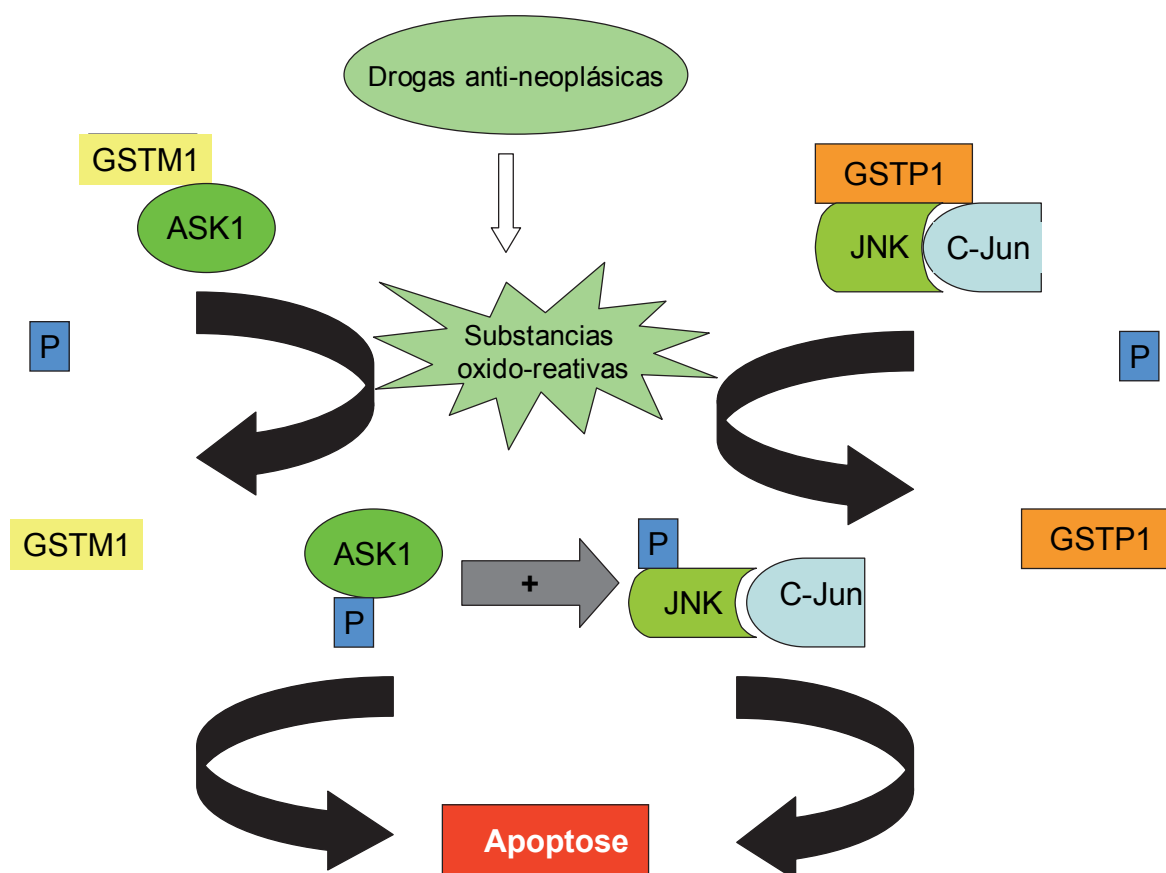 Drogas anti-neoplásicas
GSTM1
ASK1
GSTP1
JNK
C-Jun
Substancias
oxido-reativas
P
P
GSTM1
ASK1
P
+
P
JNK
C-Jun
GSTP1
Apoptose